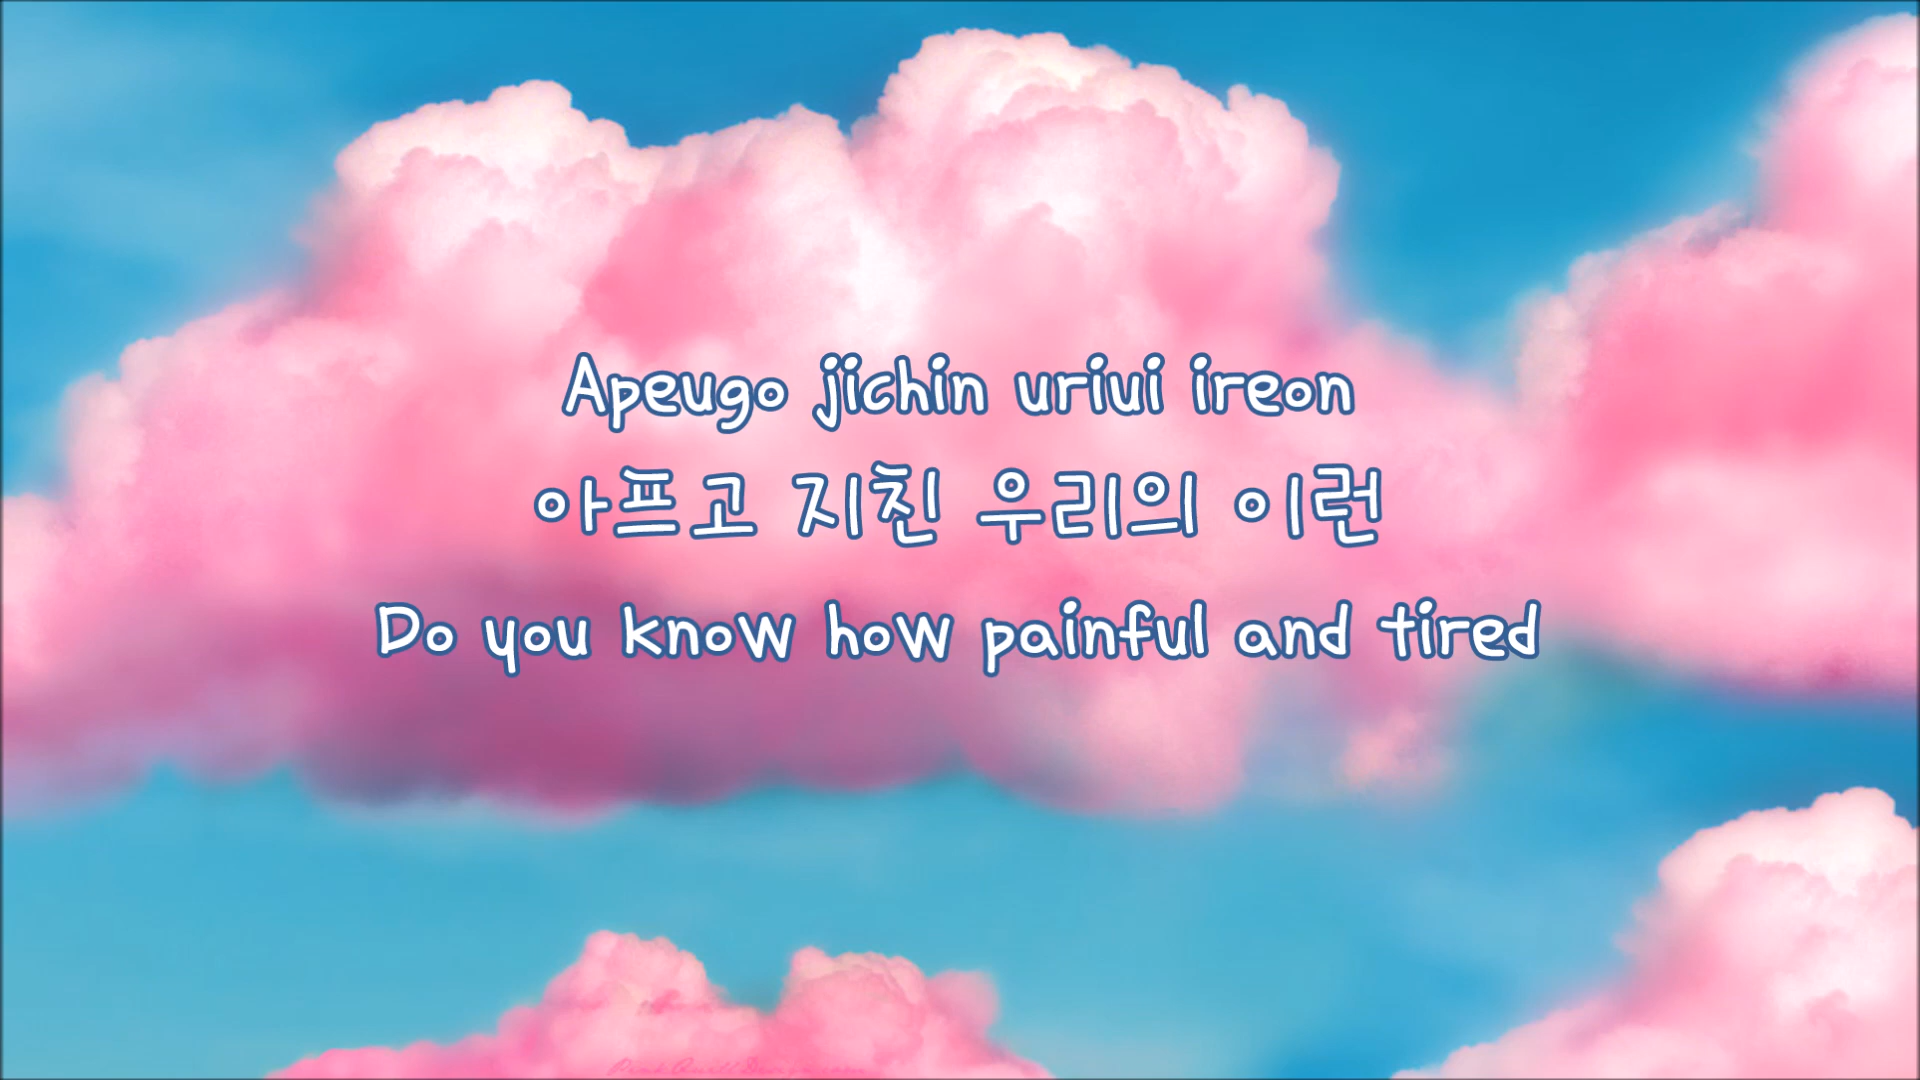 Apeugo jichin uriui ireon
아프고 지친 우리의 이런
Do you know how painful and tired